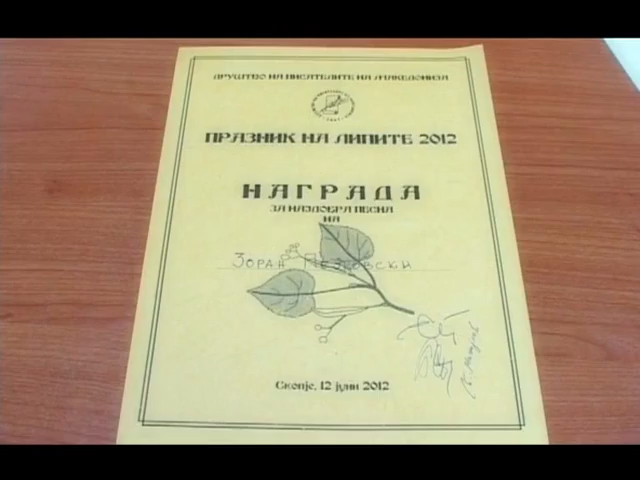 ДРУШТВО НА ПИСАТЕЛИТЕ НА МАКЕДОНИЈА
ПРАЗНИК НА ЛИПИТЕ 2012
НАГРАДА
ЗА НАЈДОБРА ПЕСНА
НА
ЗОРАН
Скопје, 12 јуни 2012